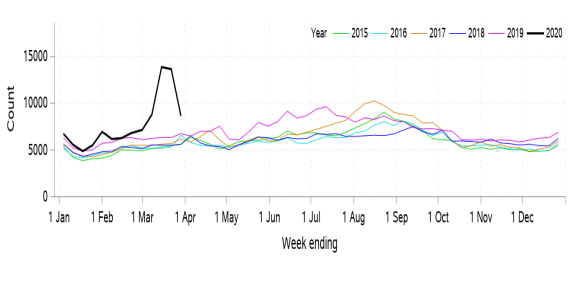 Year 2015 2016 2017 2018 2019 2020
15000
10000
5000
0
Count
1 Jan 1 Feb 1 Mar 1 Apr 1 May 1 Jun 1 Jul 1 Aug 1 Sep 1 Oct 1 Nov 1 Dec
Week ending